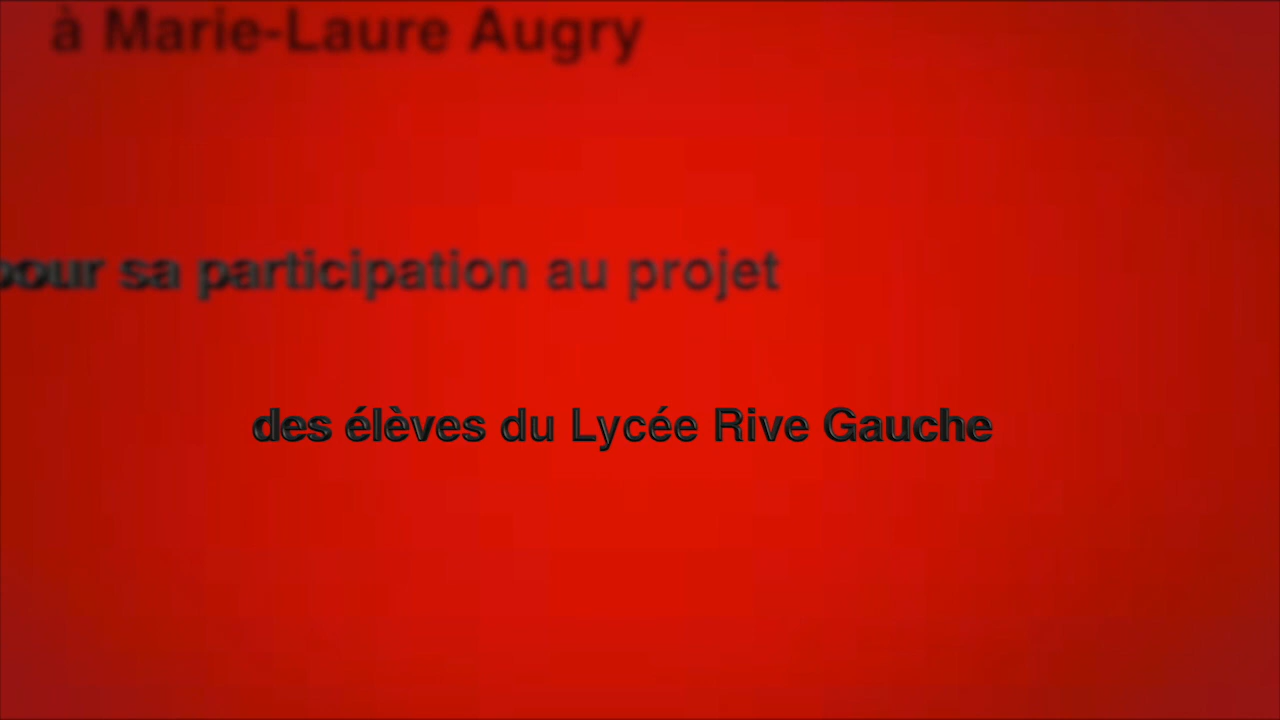 à Marie-Laure Augry
pour sa participation au projet
des élèves du Lycée Rive Gauche